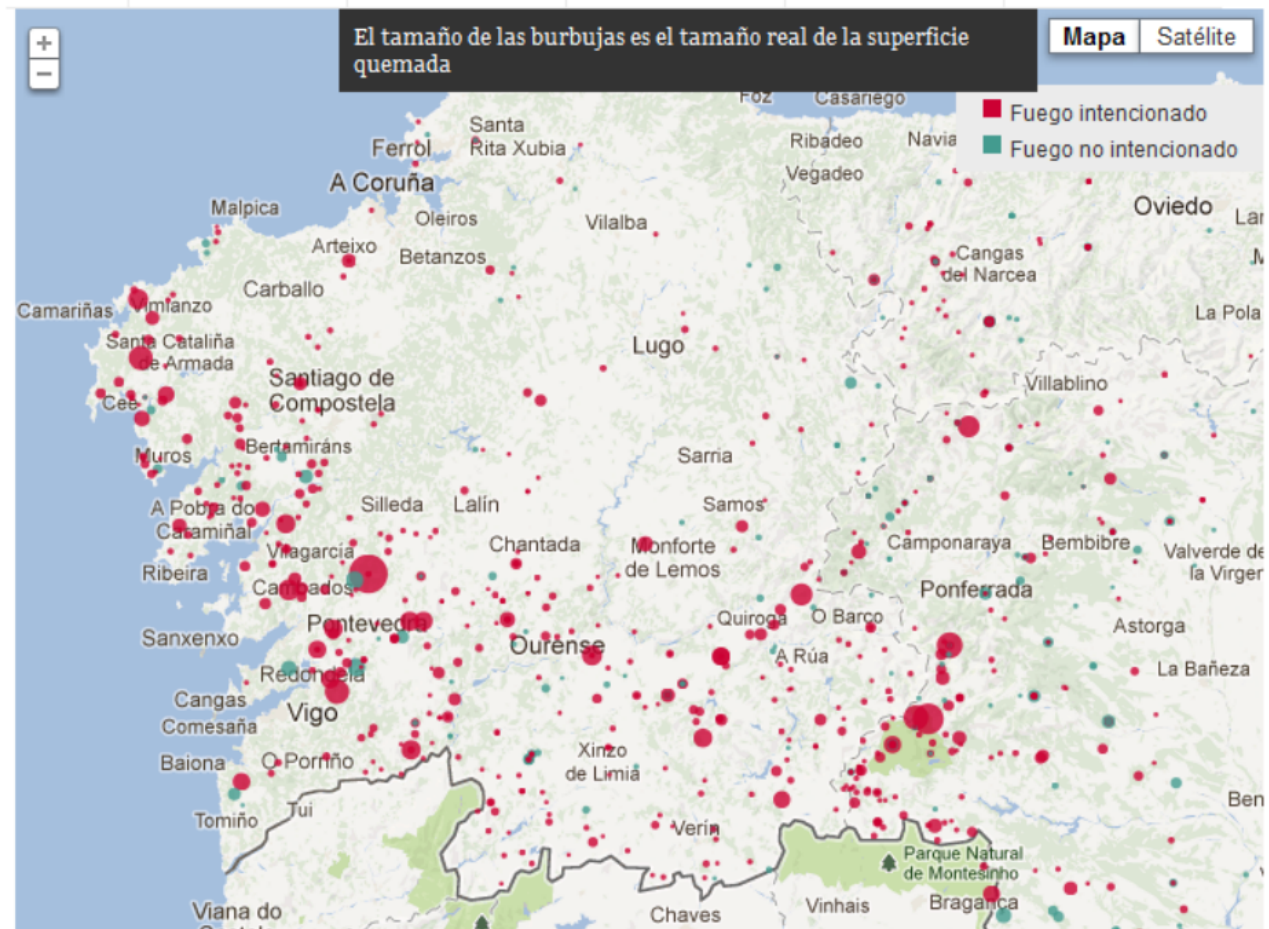 El tamaño de las burbujas es el tamaño real de la superficie
quemada
Mapa
Satélite
Fuego intencionado
Fuego no intencionado
Foz
Casariego
Santa
Rita Xubia
Ferrol
Ribadeo
Navia
Vegadeo
A Coruña
Oviedo
Malpica
Oleiros
Vilalba
Lar
Arteixo
Betanzos
Cangas
del Narcea
Carballo
Camariñas
Vimianzo
La Pola
Santa Cataliña
de Armada
Lugo
Santiago de
Compostela
Villablino
Cee
Bertamiráns
Muros
Sarria
A Pobra do
Caramiñal
Silleda
Lalín
Samos
Vilagarcía
Chantada
Monforte
de Lemos
Camponaraya
Bembibre
Valverde de
la Virgen
Ribeira
Cambados
Ponferrada
Sanxenxo
Pontevedra
Quiroga
O Barco
Astorga
Ourense
A Rúa
La Bañeza
Redondela
Cangas
Vigo
Comesaña
Baiona
O Porriño
Xinzo
de Limia
Tui
Tomiño
Verín
Ben
Parque Natural
de Montesinho
Viana do
Chaves
Vinhais
Bragança